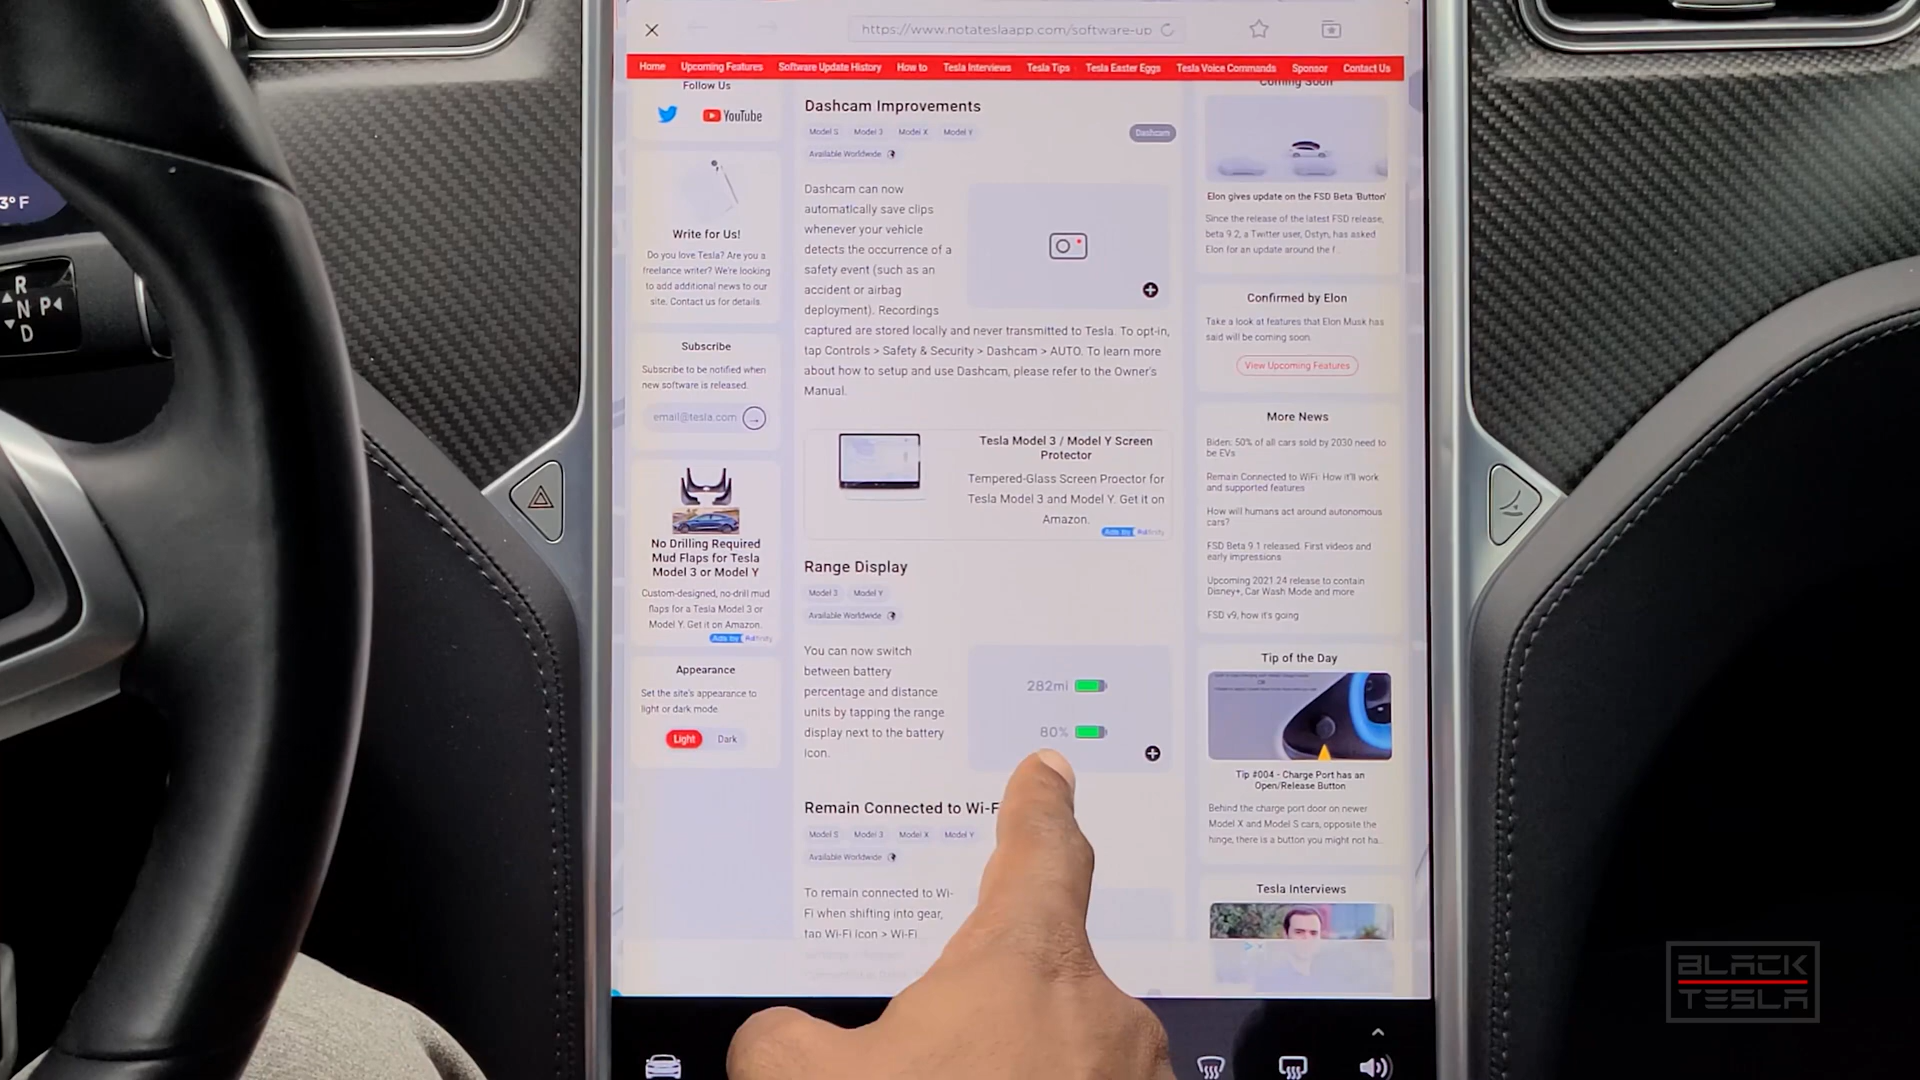 https://www.notateslaapp.com/software-up
Home Upcoming Features Software Update History How to Tesla Interviews Tesla Tips Tesla Easter Eggs Tesla Voice Commands Sponsor Contact Us
3° F
R
N P
D
Follow Us
YouTube
Write for Us!
Do you love Tesla? Are you a
freelance writer? We're looking
to add additional news to our
site. Contact us for details.
Subscribe
Subscribe to be notified when
new software is released.
email@tesla.com
No Drilling Required
Mud Flaps for Tesla
Model 3 or Model Y
Custom-designed, no-drill mud
flaps for a Tesla Model 3 or
Model Y. Get it on Amazon.
Ads by
Appearance
Set the site's appearance to
light or dark mode.
Light Dark
Dashcam Improvements
Model S Model 3 Model X Model Y
Dashcam
Available Worldwide
Dashcam can now
automatically save clips
whenever your vehicle
detects the occurrence of a
safety event (such as an
accident or airbag
deployment). Recordings
captured are stored locally and never transmitted to Tesla. To opt-in,
tap Controls > Safety & Security > Dashcam > AUTO. To learn more
about how to setup and use Dashcam, please refer to the Owner's
Manual.
Tesla Model 3 / Model Y Screen
Protector
Tempered-Glass Screen Proector for
Tesla Model 3 and Model Y. Get it on
Amazon.
Ads by
Range Display
Model 3 Model Y
Available Worldwide
You can now switch
between battery
percentage and distance
units by tapping the range
display next to the battery
icon.
282mi
80%
Remain Connected to Wi-F
Model S Model 3 Model X Model Y
Available Worldwide
To remain connected to Wi-
Fi when shifting into gear,
tap Wi-Fi icon > Wi-Fi
Coming Soon
Elon gives update on the FSD Beta 'Button'
Since the release of the latest FSD release,
beta 9.2, a Twitter user, Ostyn, has asked
Elon for an update around the f...
Confirmed by Elon
Take a look at features that Elon Musk has
said will be coming soon
View Upcoming Features
More News
Biden: 50% of all cars sold by 2030 need to
be EVs
Remain Connected to WiFi: How it'll work
and supported features
How will humans act around autonomous
cars?
FSD Beta 9.1 released. First videos and
early impressions
Upcoming 2021.24 release to contain
Disney+, Car Wash Mode and more
FSD v9, how it's going
Tip of the Day
Tip #004 - Charge Port has an
Open/Release Button
Behind the charge port door on newer
Model X and Model S cars, opposite the
hinge, there is a button you might not ha...
Tesla Interviews
BLACK
TESLA